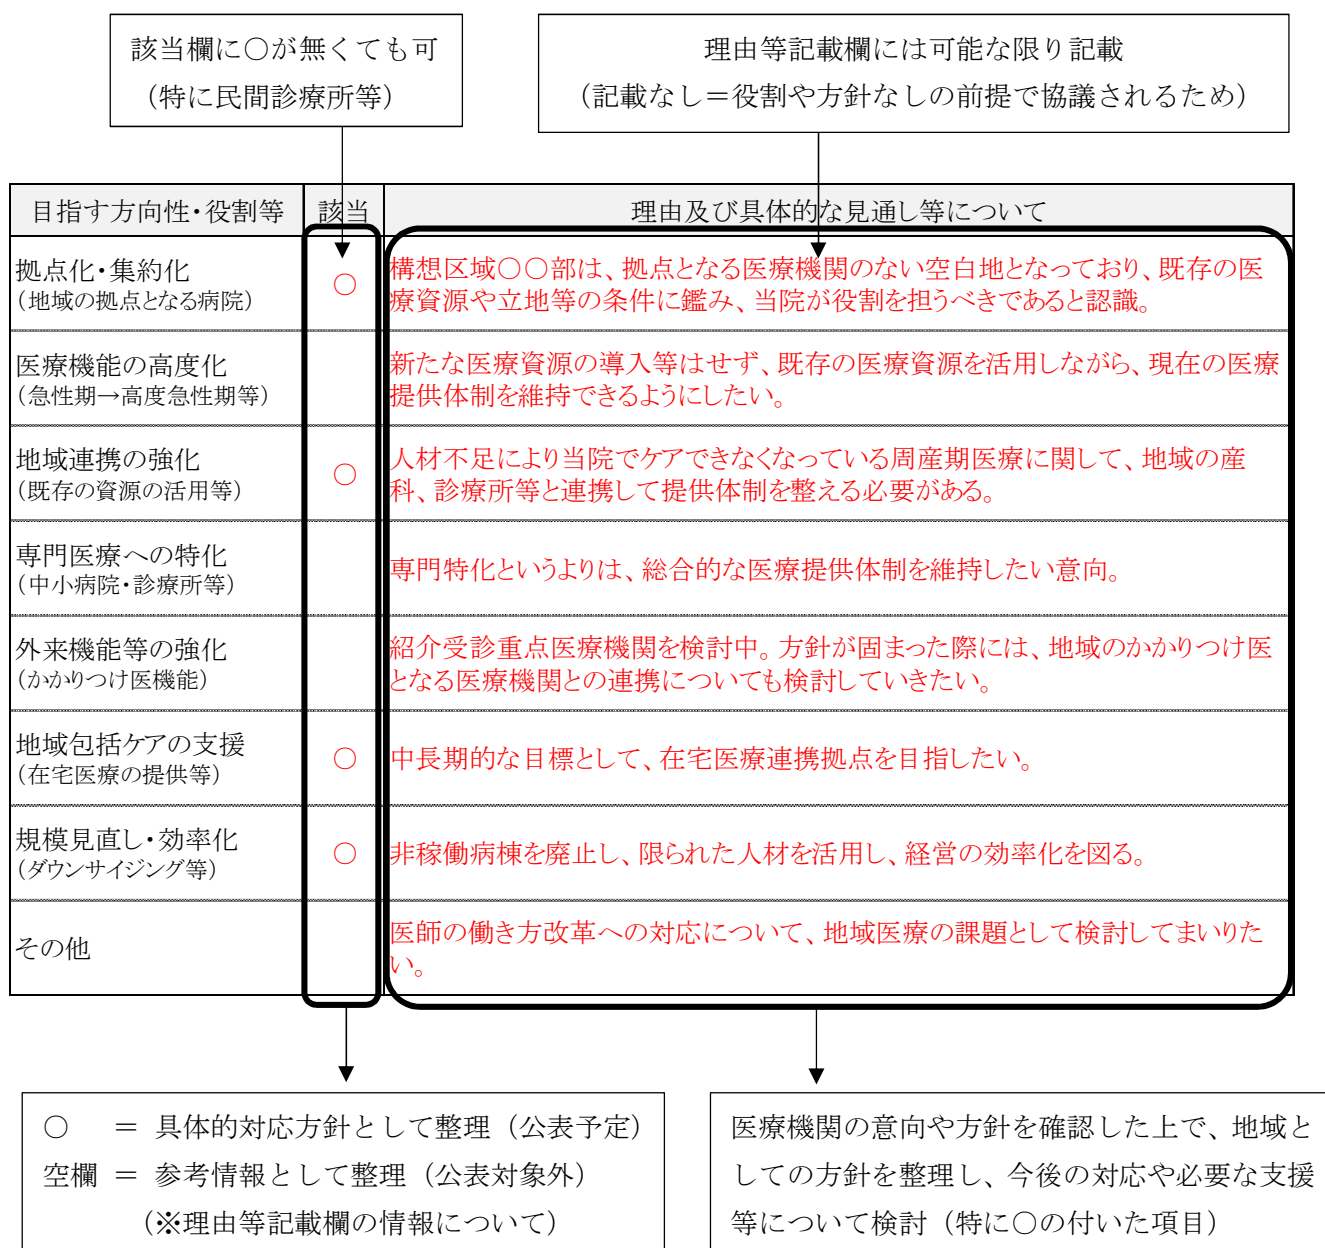 該当欄に○が無くても可
（特に民間診療所等）
理由等記載欄には可能な限り記載
（記載なし＝役割や方針なしの前提で協議されるため）
目指す方向性・役割等 該当 理由及び具体的な見通し等について
拠点化・集約化
（地域の拠点となる病院）
○
構想区域○○部は、拠点となる医療機関のない空白地となっており、既存の医
療資源や立地等の条件に鑑み、当院が役割を担うべきであると認識。
医療機能の高度化
（急性期→高度急性期等）
新たな医療資源の導入等はせず、既存の医療資源を活用しながら、現在の医療
提供体制を維持できるようにしたい。
地域連携の強化
（既存の資源の活用等）
○
人材不足により当院でケアできなくなっている周産期医療に関して、地域の産
科、診療所等と連携して提供体制を整える必要がある。
専門医療への特化
（中小病院・診療所等）
専門特化というよりは、総合的な医療提供体制を維持したい意向。
外来機能等の強化
（かかりつけ医機能）
紹介受診重点医療機関を検討中。方針が固まった際には、地域のかかりつけ医
となる医療機関との連携についても検討していきたい。
地域包括ケアの支援
（在宅医療の提供等）
○
中長期的な目標として、在宅医療連携拠点を目指したい。
規模見直し・効率化
（ダウンサイジング等）
○
非稼働病棟を廃止し、限られた人材を活用し、経営の効率化を図る。
その他
医師の働き方改革への対応について、地域医療の課題として検討してまいりた
い。
○ ＝ 具体的対応方針として整理（公表予定）
空欄 ＝ 参考情報として整理（公表対象外）
（※理由等記載欄の情報について）
医療機関の意向や方針を確認した上で、地域と
しての方針を整理し、今後の対応や必要な支援
等について検討（特に○の付いた項目）